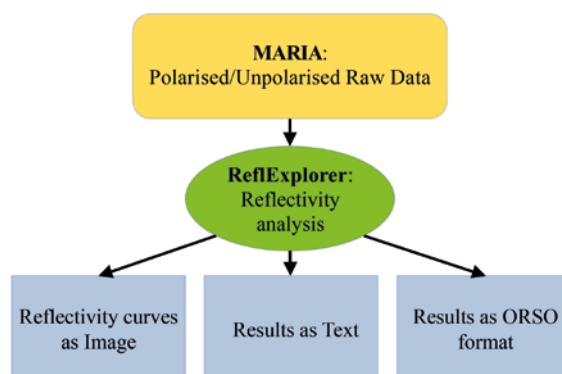 MARIA:
Polarised/Unpolarised Raw Data
ReflExplorer:
Reflectivity
analysis
Reflectivity curves
as Image
Results as Text
Results as ORSO
format